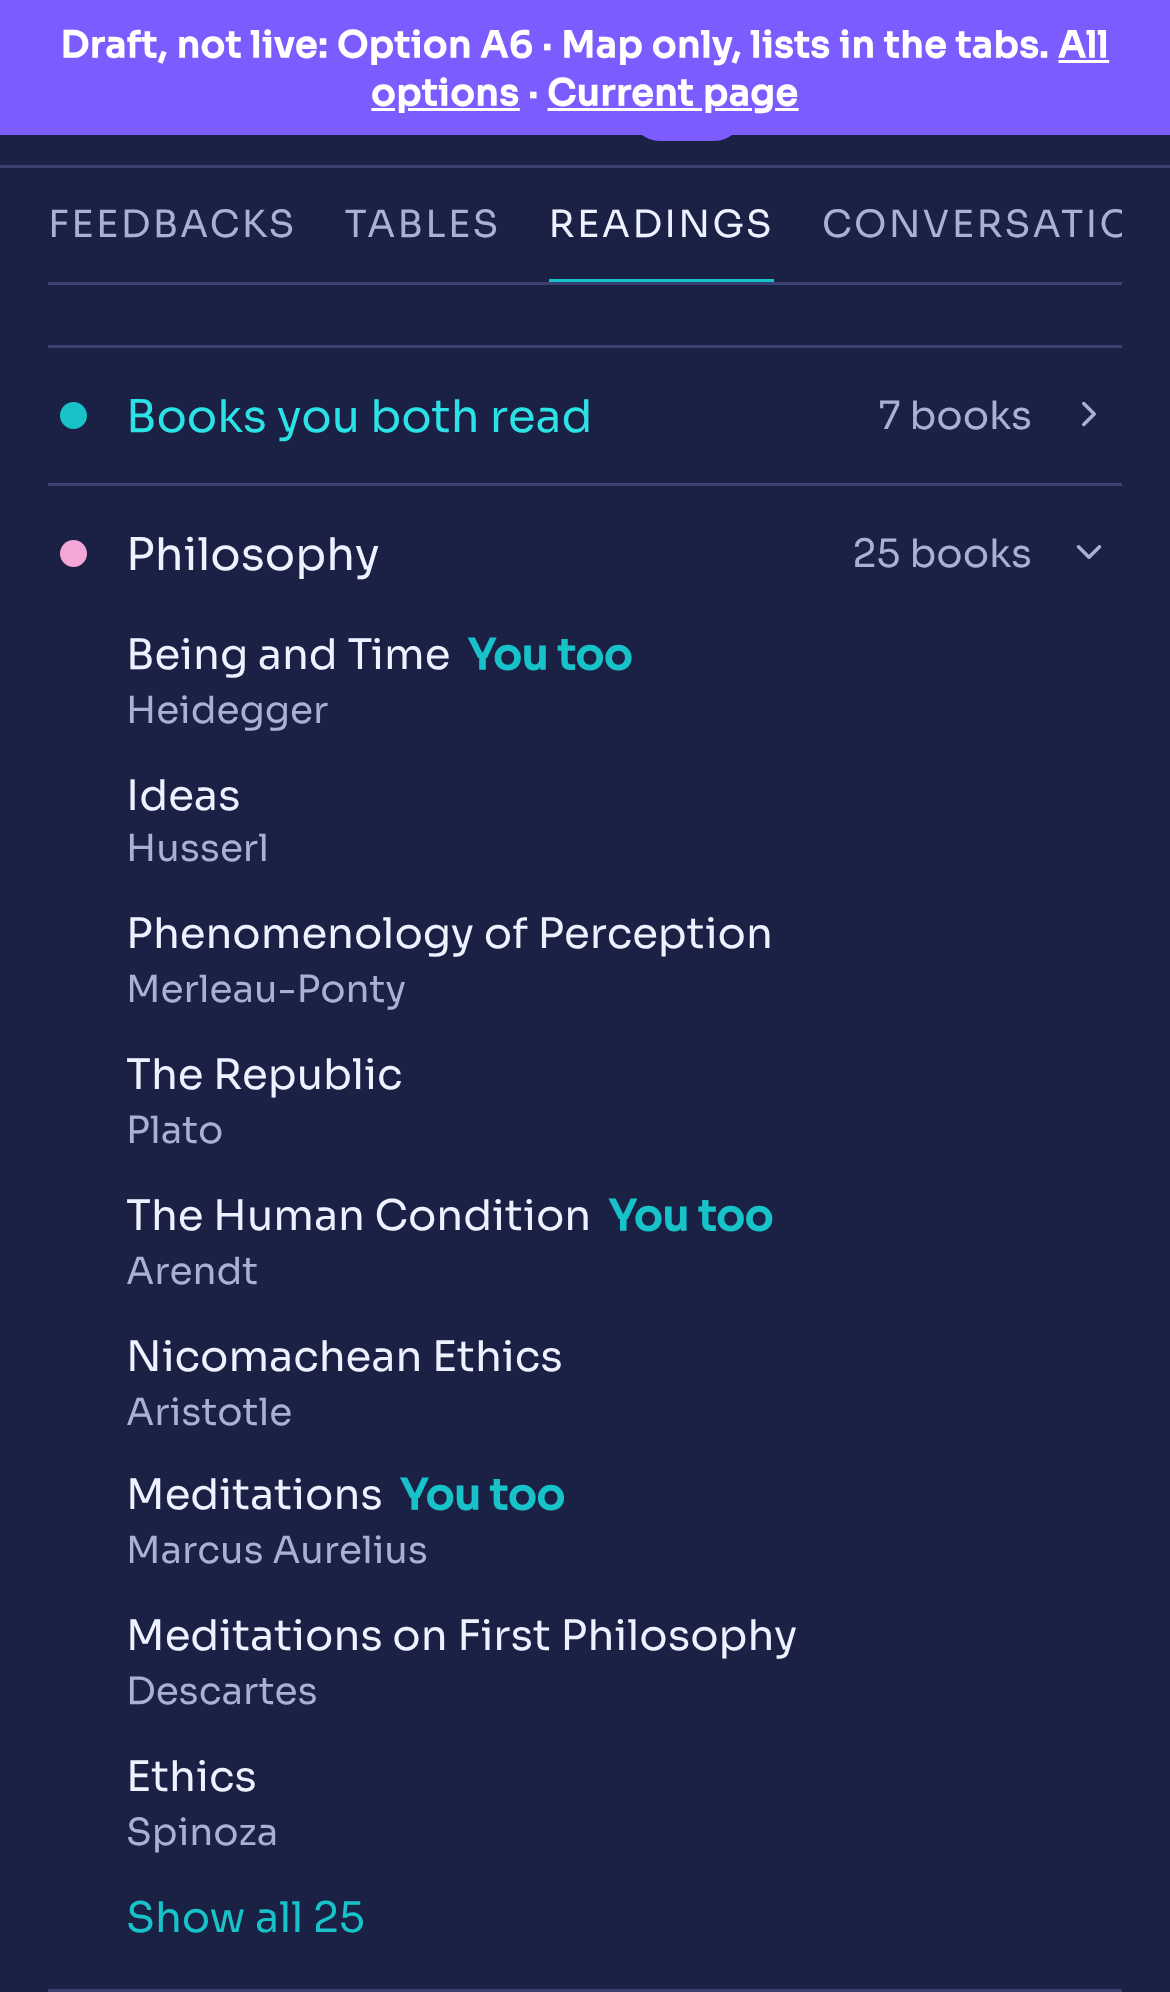 Draft, not live: Option A6 · Map only, lists in the tabs. All
options · Current page
FEEDBACKS TABLES READINGS CONVERSATIC
Books you both read 7 books
Philosophy 25 books
Being and Time You too
Heidegger
Ideas
Husserl
Phenomenology of Perception
Merleau-Ponty
The Republic
Plato
The Human Condition You too
Arendt
Nicomachean Ethics
Aristotle
Meditations You too
Marcus Aurelius
Meditations on First Philosophy
Descartes
Ethics
Spinoza
Show all 25